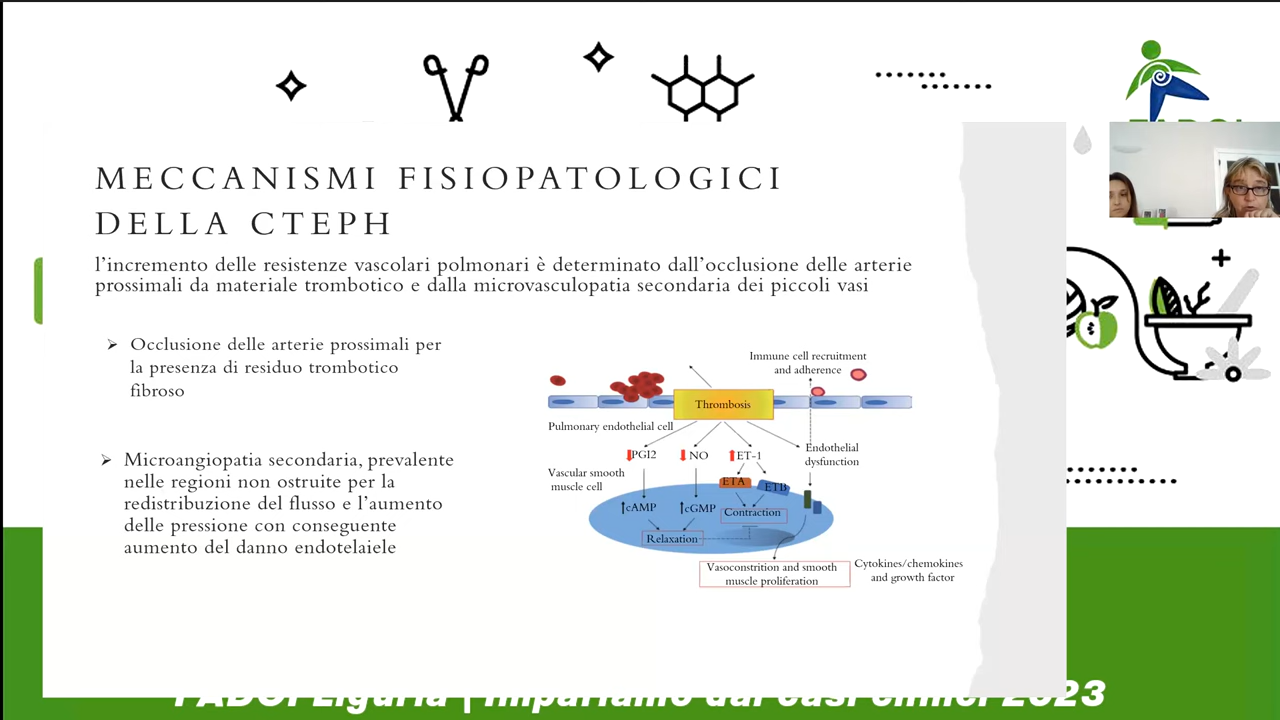 MECCANISMI FISIOPATOLOGICI
DELLA CTEPH
l'incremento delle resistenze vascolari polmonari è determinato dall'occlusione delle arterie
prossimali da materiale trombotico e dalla microvasculopatia secondaria dei piccoli vasi
Occlusione delle arterie prossimali per
la presenza di residuo trombotico
fibroso
Microangiopatia secondaria, prevalente
nelle regioni non ostruite per la
redistribuzione del flusso e l'aumento
delle pressione con conseguente
aumento del danno endotelaiele
Immune cell recruitment
and adherence
Thrombosis
Pulmonary endothelial cell
PGI2
NO
ET-1
Endothelial
dysfunction
Vascular smooth
muscle cell
ETA
ETB
cAMP
cGMP
Contraction
Relaxation
Vasoconstrition and smooth
muscle proliferation
Cytokines/chemokines
and growth factor
FADOI Liguria | Impariamo dai casi clinici 2023